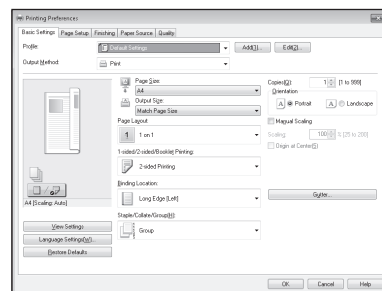 Printing Preferences
Basic Settings Page Setup Finishing Paper Source Quality
Profile: Default Settings Add(1)... Edit(2)...
Output Method: Print
Page Size:
A4
Output Size:
Match Page Size
Copies(Q): 1 [1 to 999]
Orientation
A Portrait A Landscape
Page Layout
1 1 on 1
Manual Scaling
Scaling: 100 % [25 to 200]
Origin at Center(5)
1-sided/2-sided/Booklet Printing:
2-sided Printing
Binding Location:
Long Edge [Left]
Gutter...
A4 [Scaling: Auto]
Staple/Collate/Group(H):
Group
View Settings
Language Settings(W)...
Restore Defaults
OK Cancel Help